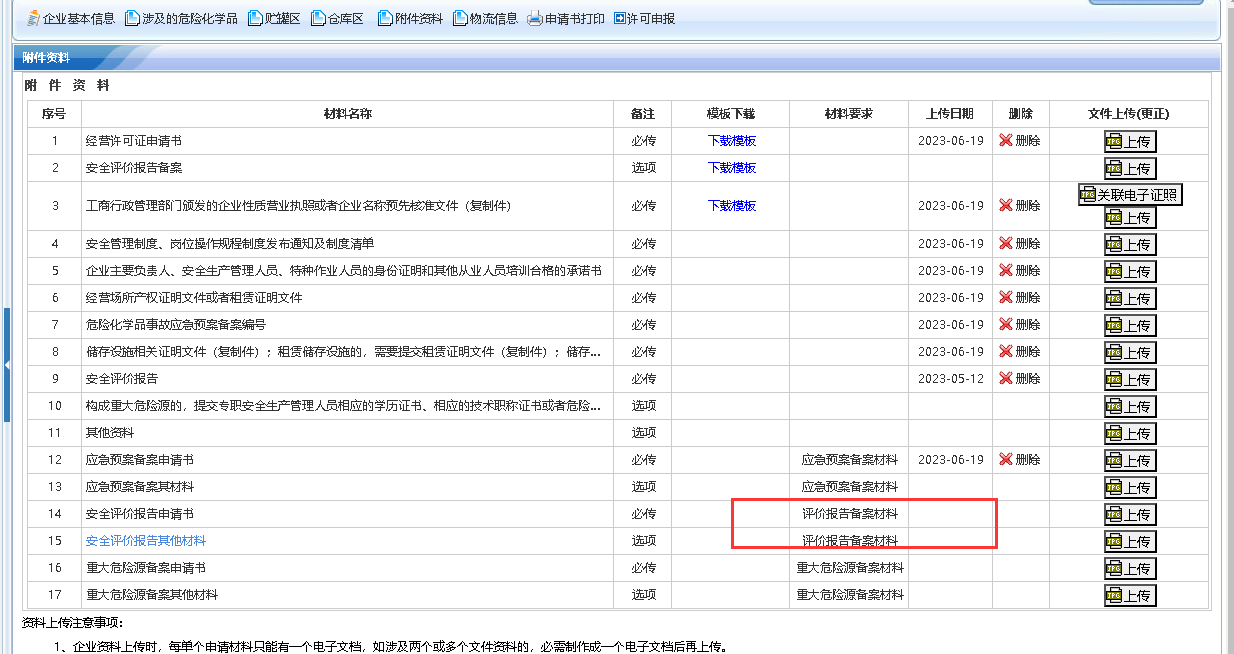 企业基本信息 涉及的危险化学品 贮罐区 仓库区 附件资料 物流信息 申请书打印 许可申报
附件资料
附 件 资 料
序号 材料名称 备注 模板下载 材料要求 上传日期 删除 文件上传(更正)
1 经营许可证申请书 必传 下载模板 2023-06-19 删除 上传
2 安全评价报告备案 选项 下载模板 上传
关联电子证照
3 工商行政管理部门颁发的企业性质营业执照或者企业名称预先核准文件（复制件） 必传 下载模板 2023-06-19 删除 上传
4 安全管理制度、岗位操作规程制度发布通知及制度清单 必传 2023-06-19 删除 上传
5 企业主要负责人、安全生产管理人员、特种作业人员的身份证明和其他从业人员培训合格的承诺书 必传 2023-06-19 删除 上传
6 经营场所产权证明文件或者租赁证明文件 必传 2023-06-19 删除 上传
7 危险化学品事故应急预案备案编号 必传 2023-06-19 删除 上传
8 储存设施相关证明文件（复制件）；租赁储存设施的，需要提交租赁证明文件（复制件）；储存... 必传 2023-06-19 删除 上传
9 安全评价报告 必传 2023-05-12 删除 上传
10 构成重大危险源的，提交专职安全生产管理人员相应的学历证书、相应的技术职称证书或者危险... 选项 上传
11 其他资料 选项 上传
12 应急预案备案申请书 必传 应急预案备案材料 2023-06-19 删除 上传
13 应急预案备案其材料 选项 应急预案备案材料 上传
14 安全评价报告申请书 必传 评价报告备案材料 上传
15 安全评价报告其他材料 选项 评价报告备案材料 上传
16 重大危险源备案申请书 必传 重大危险源备案材料 上传
17 重大危险源备案其他材料 选项 重大危险源备案材料 上传
资料上传注意事项：
1、企业资料上传时，每单个申请材料只能有一个电子文档，如涉及两个或多个文件资料的，必需制作成一个电子文档后再上传。